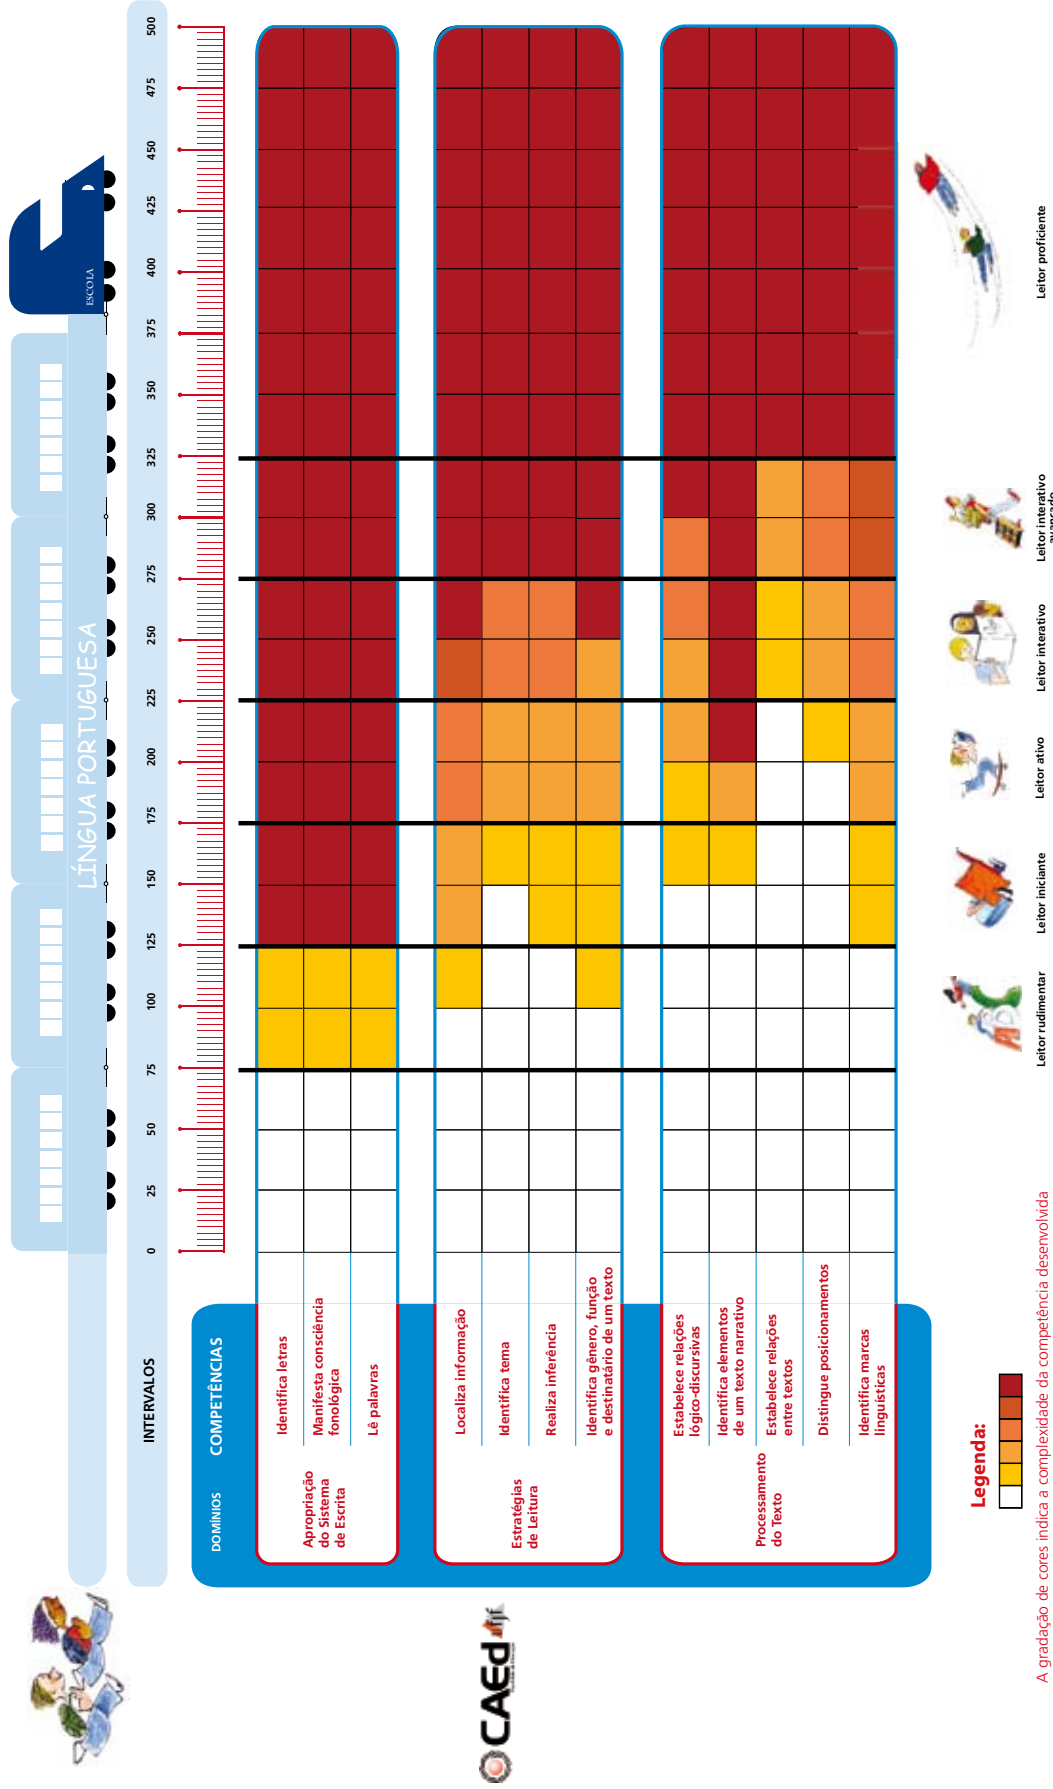 ESCOLA
LÍNGUA PORTUGUESA
INTERVALOS
0 25 50 75 100 125 150 175 200 225 250 275 300 325 350 375 400 425 450 475 500
DOMÍNIOS
COMPETÊNCIAS
Apropriação
do Sistema
de Escrita
Identifica letras
Manifesta consciência
fonológica
Lê palavras
Estratégias
de Leitura
Localiza informação
Identifica tema
Realiza inferência
Identifica gênero, função
e destinatário de um texto
Processamento
do Texto
Estabelece relações
lógico-discursivas
Identifica elementos
de um texto narrativo
Estabelece relações
entre textos
Distingue posicionamentos
Identifica marcas
linguísticas
Leitor rudimentar
Leitor iniciante
Leitor ativo
Leitor interativo
Leitor interativo
avançado
Leitor proficiente
CAEd ufjf
Legenda:
A gradação de cores indica a complexidade da competência desenvolvida